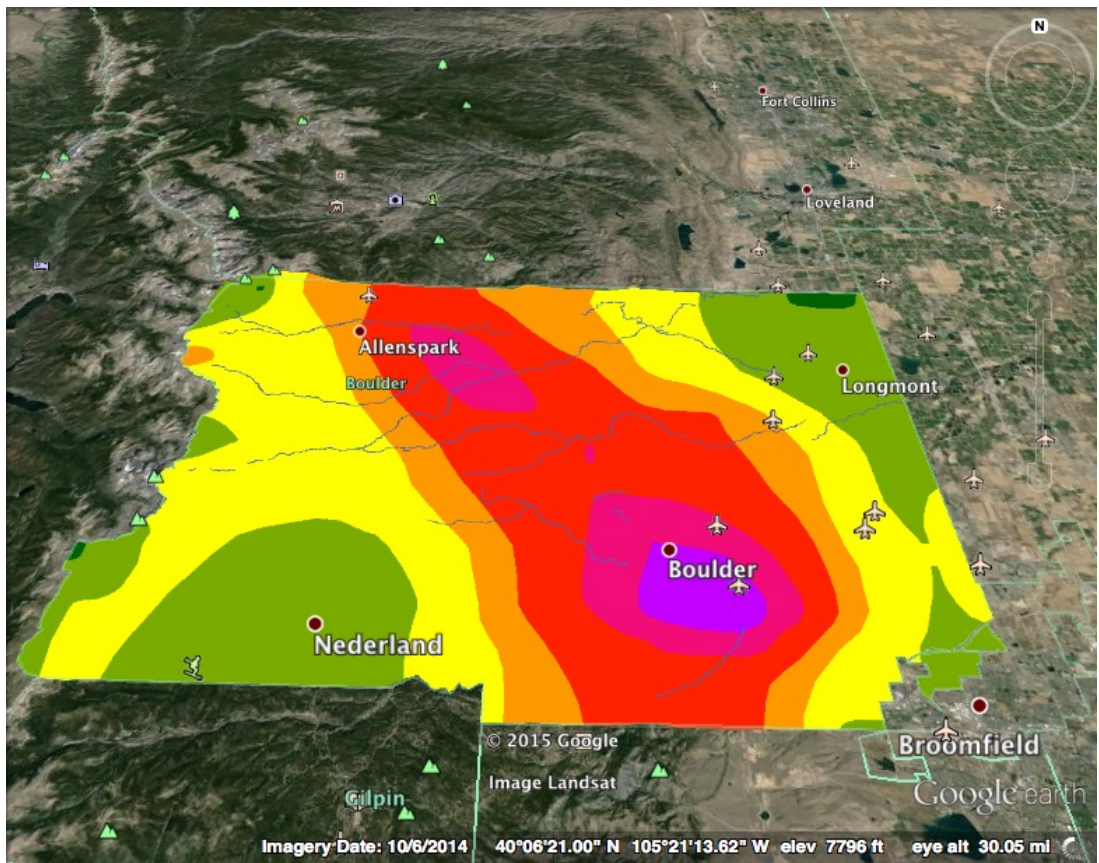 N
Fort Collins
Loveland
Allenspark
Boulder
Longmont
Boulder
Nederland
Broomfield
© 2015 Google
Image Landsat
Gilpin
Google earth
Imagery Date: 10/6/2014 40°06'21.00" N 105°21'13.62" W elev 7796 ft eye alt 30.05 mi